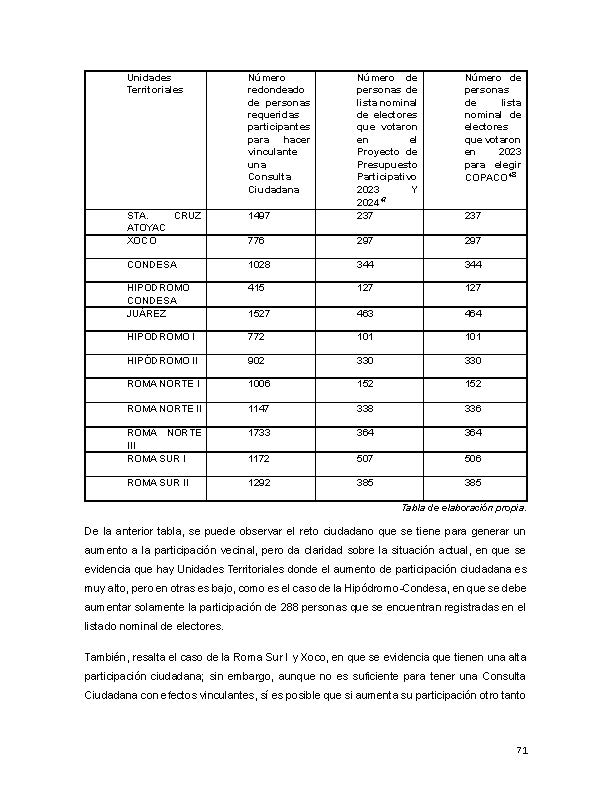 Unidades Territoriales | Número redondeado de personas requeridas participantes para hacer vinculante una Consulta Ciudadana | Número de personas de lista nominal de electores que votaron en el Proyecto de Presupuesto Participativo 2023 Y 2024⁴⁷ | Número de personas de lista nominal de electores que votaron en 2023 para elegir COPACO⁴⁸
STA. CRUZ ATOYAC | 1497 | 237 | 237
XOCO | 776 | 297 | 297
CONDESA | 1028 | 344 | 344
HIPODROMO CONDESA | 415 | 127 | 127
JUÁREZ | 1527 | 463 | 464
HIPODROMO I | 772 | 101 | 101
HIPÓDROMO II | 902 | 330 | 330
ROMA NORTE I | 1006 | 152 | 152
ROMA NORTE II | 1147 | 338 | 336
ROMA NORTE III | 1733 | 364 | 364
ROMA SUR I | 1172 | 507 | 506
ROMA SUR II | 1292 | 385 | 385
Tabla de elaboración propia.
De la anterior tabla, se puede observar el reto ciudadano que se tiene para generar un
aumento a la participación vecinal, pero da claridad sobre la situación actual, en que se
evidencia que hay Unidades Territoriales donde el aumento de participación ciudadana es
muy alto, pero en otras es bajo, como es el caso de la Hipódromo-Condesa, en que se debe
aumentar solamente la participación de 288 personas que se encuentran registradas en el
listado nominal de electores.
También, resalta el caso de la Roma Sur I y Xoco, en que se evidencia que tienen una alta
participación ciudadana; sin embargo, aunque no es suficiente para tener una Consulta
Ciudadana con efectos vinculantes, sí es posible que si aumenta su participación otro tanto
71